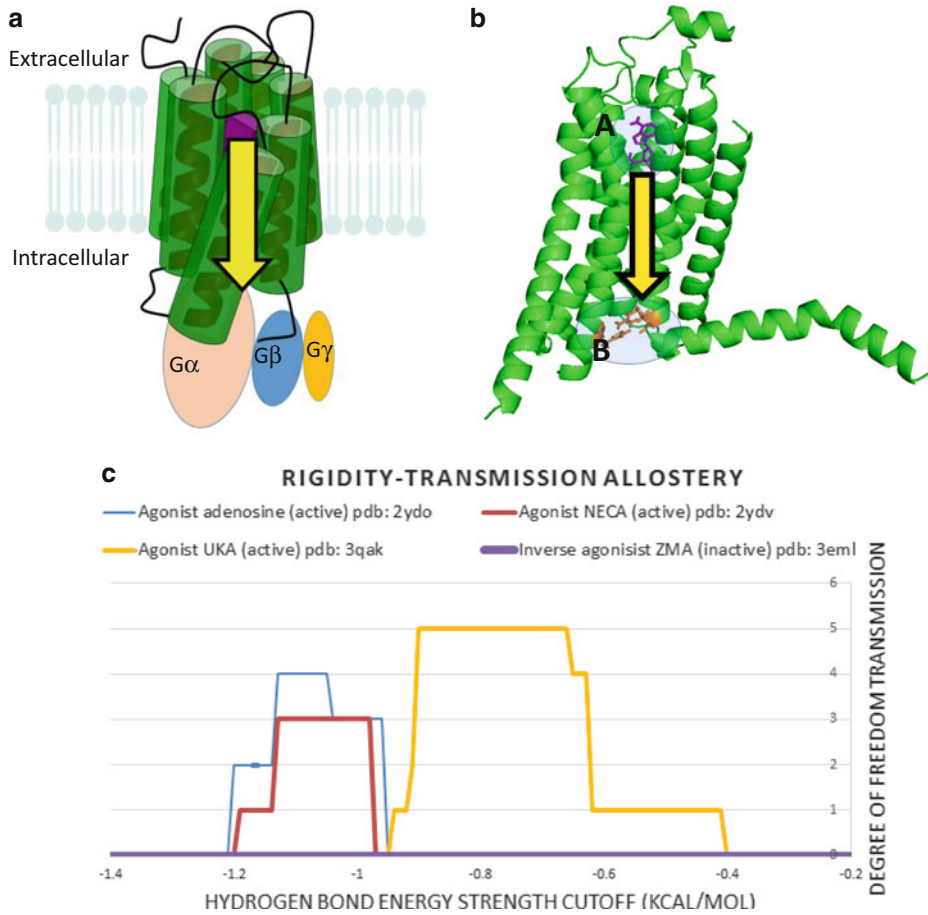 a
Extracellular
Intracellular
Gα
Gβ
Gγ
b
A
B
c
RIGIDITY-TRANSMISSION ALLOSTERY
Agonist adenosine (active) pdb: 2ydo
Agonist NECA (active) pdb: 2ydv
Agonist UKA (active) pdb: 3qak
Inverse agonisist ZMA (inactive) pdb: 3eml
6
5
4
3
2
1
0
-1.4
-1.2
-1
-0.8
-0.6
-0.4
-0.2
HYDROGEN BOND ENERGY STRENGTH CUTOFF (KCAL/MOL)
DEGREE OF FREEDOM TRANSMISSION